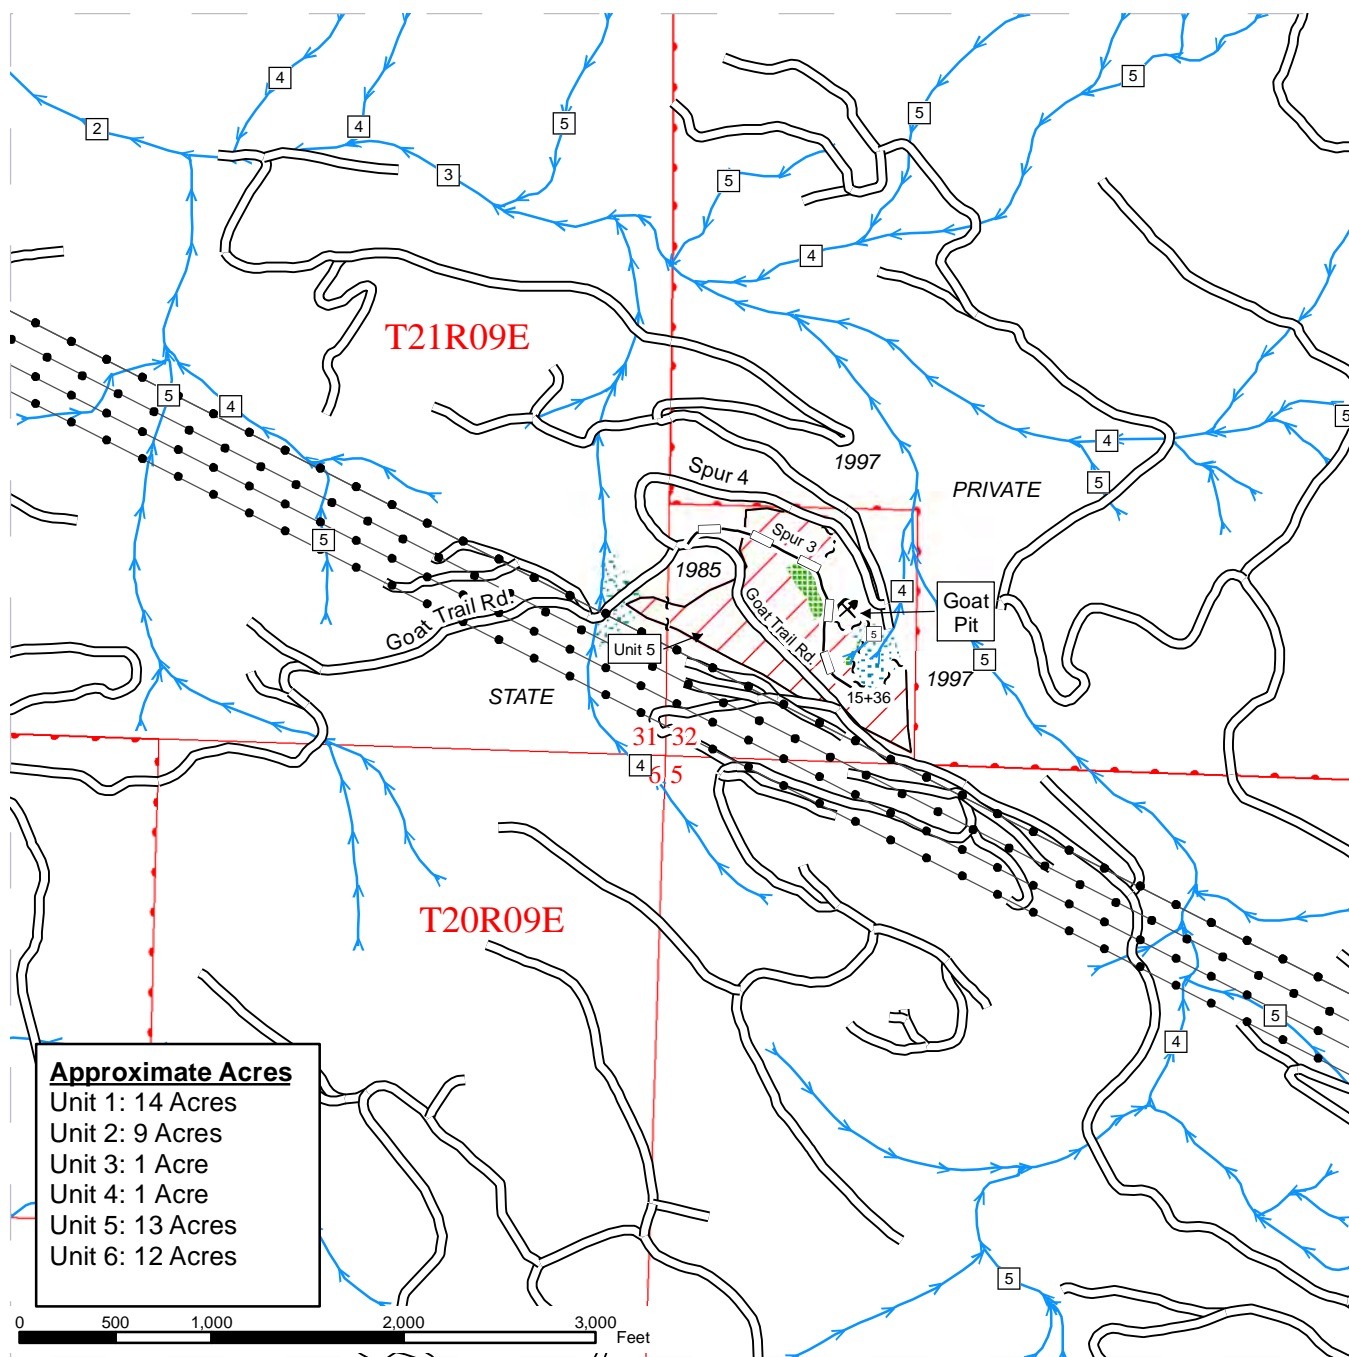 4
5
2
4
5
5
3
5
4
T21R09E
5
4
5
4
1997
Spur 4
5
PRIVATE
5
Spur 3
1985
4
Goat Trail Rd.
Goat Trail Rd.
Goat
Pit
5
Unit 5
5
STATE
15+36
1997
31 32
4
6 5
T20R09E
5
4
Approximate Acres
Unit 1: 14 Acres
Unit 2: 9 Acres
Unit 3: 1 Acre
Unit 4: 1 Acre
Unit 5: 13 Acres
Unit 6: 12 Acres
5
0 500 1,000 2,000 3,000
Feet